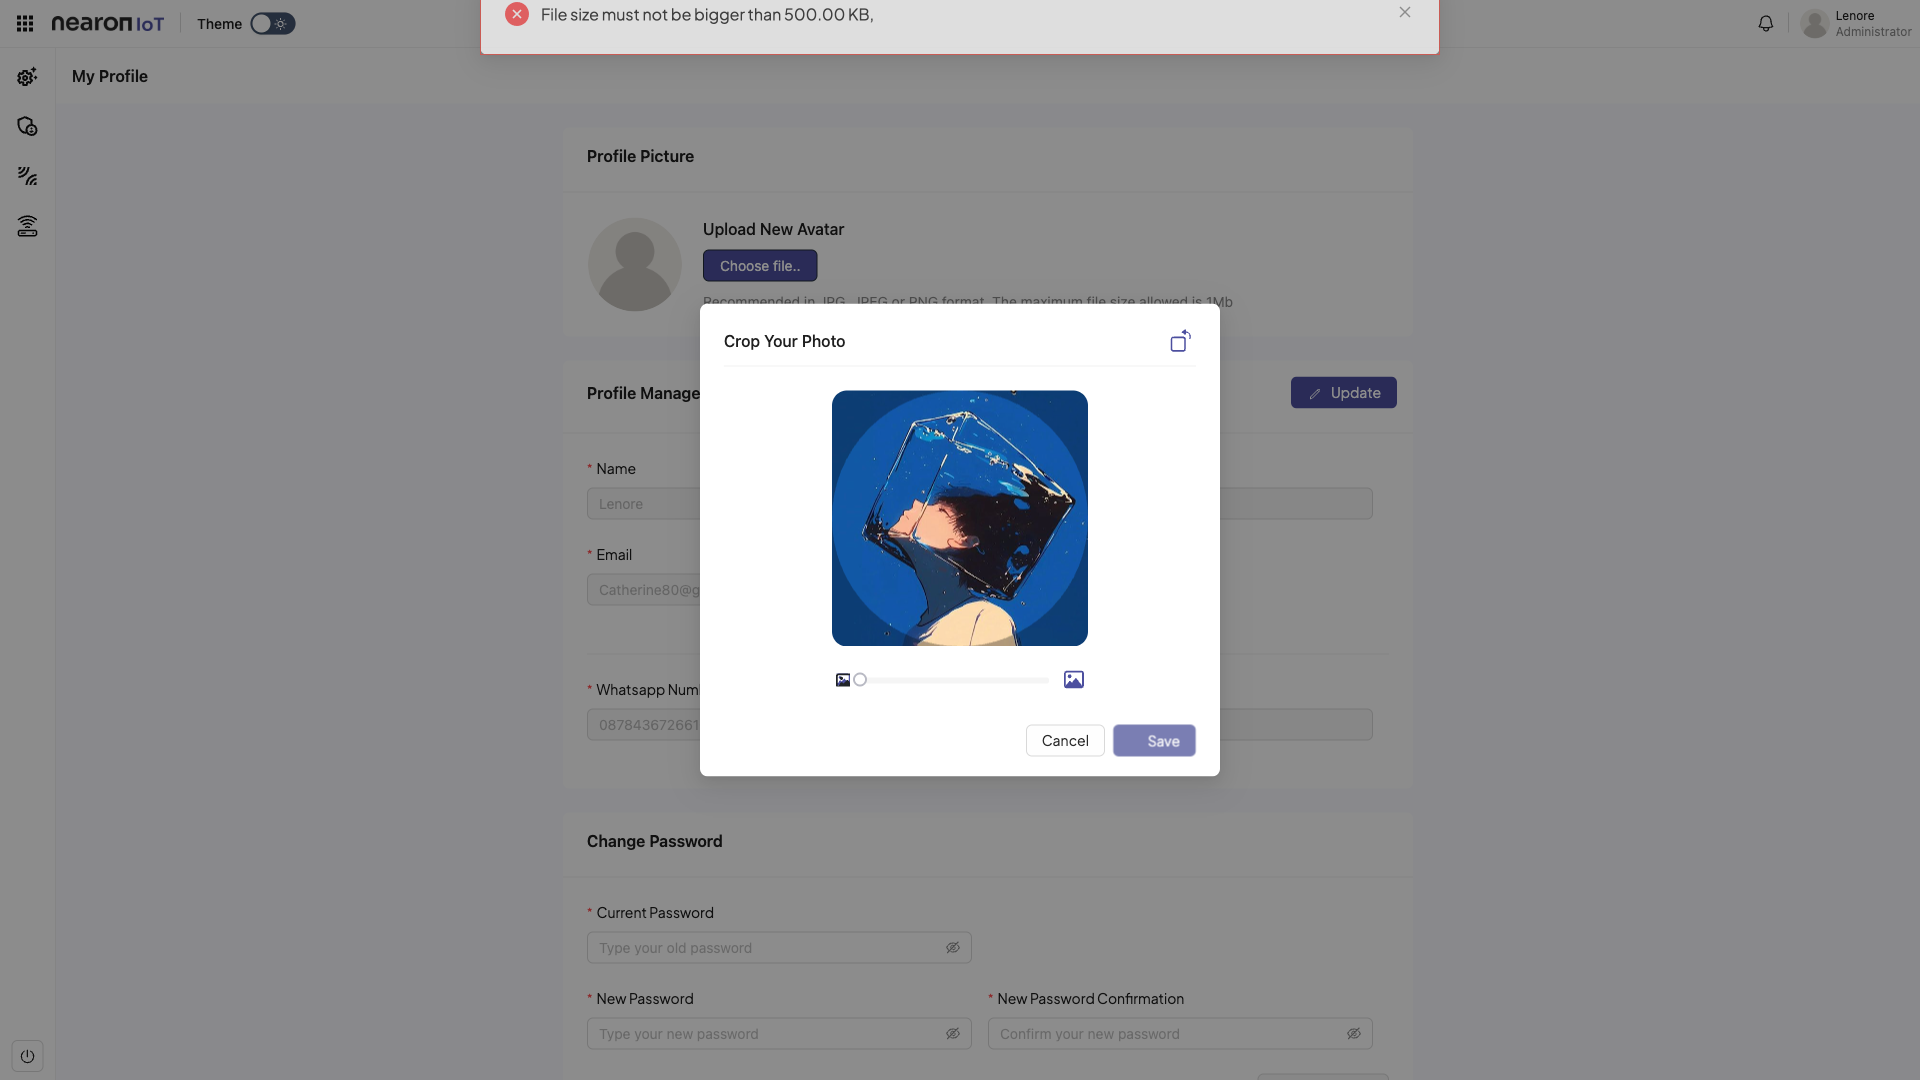 nearon IoT
Theme
File size must not be bigger than 500.00 KB,
Lenore
Administrator
My Profile
Profile Picture
Upload New Avatar
Choose file..
Recommended in JPG, JPEG or PNG format. The maximum file size allowed is 1Mb
Crop Your Photo
Profile Manage
Update
* Name
Lenore
* Email
Catherine80@g
* Whatsapp Num
087843672661
Cancel
Save
Change Password
* Current Password
Type your old password
* New Password
* New Password Confirmation
Type your new password
Confirm your new password